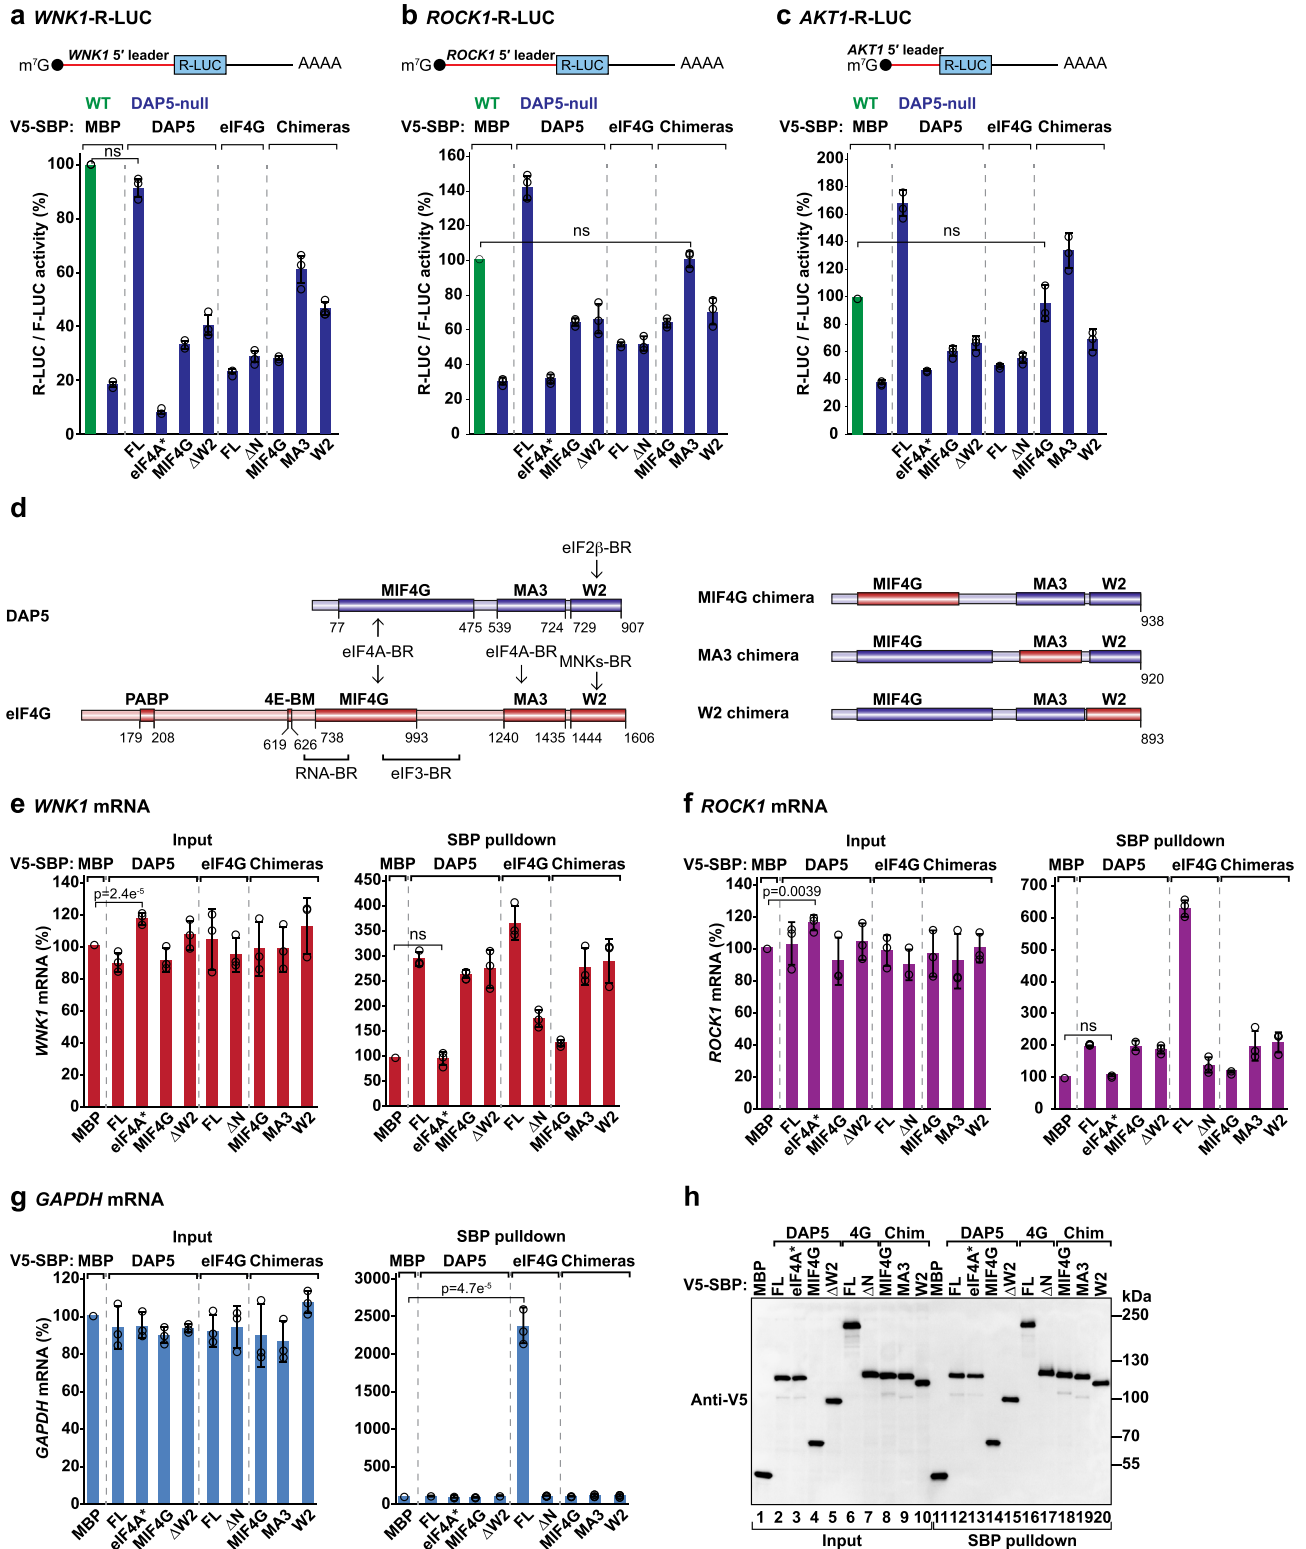 a WNK1-R-LUC
m⁷G WNK1 5′ leader R-LUC AAAA
WT DAP5-null
V5-SBP: MBP DAP5 eIF4G Chimeras
ns
R-LUC / F-LUC activity (%)
100
80
60
40
20
0
FL eIF4A* MIF4G ΔW2 FL ΔN MIF4G MA3 W2
b ROCK1-R-LUC
m⁷G ROCK1 5′ leader R-LUC AAAA
WT DAP5-null
V5-SBP: MBP DAP5 eIF4G Chimeras
ns
R-LUC / F-LUC activity (%)
160
140
120
100
80
60
40
20
0
FL eIF4A* MIF4G ΔW2 FL ΔN MIF4G MA3 W2
c AKT1-R-LUC
AKT1 5′ leader
m⁷G R-LUC AAAA
WT DAP5-null
V5-SBP: MBP DAP5 eIF4G Chimeras
ns
R-LUC / F-LUC activity (%)
200
180
160
140
120
100
80
60
40
20
0
FL eIF4A* MIF4G ΔW2 FL ΔN MIF4G MA3 W2
d
eIF2β-BR
MIF4G MA3 W2
DAP5
77 475 539 724 729 907
eIF4A-BR eIF4A-BR MNKs-BR
PABP 4E-BM MIF4G MA3 W2
eIF4G
179 208 619 626 738 993 1240 1435 1444 1606
RNA-BR eIF3-BR
MIF4G MA3 W2
MIF4G chimera
938
MIF4G MA3 W2
MA3 chimera
920
MIF4G MA3 W2
W2 chimera
893
e WNK1 mRNA
Input
V5-SBP: MBP DAP5 eIF4G Chimeras
p=2.4e⁻⁵
WNK1 mRNA (%)
140
120
100
80
60
40
20
0
MBP FL eIF4A* MIF4G ΔW2 FL ΔN MIF4G MA3 W2
SBP pulldown
MBP DAP5 eIF4G Chimeras
ns
450
400
350
300
250
200
150
100
50
0
MBP FL eIF4A* MIF4G ΔW2 FL ΔN MIF4G MA3 W2
f ROCK1 mRNA
Input
V5-SBP: MBP DAP5 eIF4G Chimeras
p=0.0039
ROCK1 mRNA (%)
140
120
100
80
60
40
20
0
MBP FL eIF4A* MIF4G ΔW2 FL ΔN MIF4G MA3 W2
SBP pulldown
MBP DAP5 eIF4G Chimeras
ns
700
600
500
400
300
200
100
0
MBP FL eIF4A* MIF4G ΔW2 FL ΔN MIF4G MA3 W2
g GAPDH mRNA
Input
V5-SBP: MBP DAP5 eIF4G Chimeras
GAPDH mRNA (%)
120
100
80
60
40
20
0
MBP FL eIF4A* MIF4G ΔW2 FL ΔN MIF4G MA3 W2
SBP pulldown
MBP DAP5 eIF4G Chimeras
p=4.7e⁻⁵
3000
2500
2000
1500
1000
500
0
MBP FL eIF4A* MIF4G ΔW2 FL ΔN MIF4G MA3 W2
h
DAP5 4G Chim DAP5 4G Chim
V5-SBP: MBP FL eIF4A* MIF4G ΔW2 FL ΔN MIF4G MA3 W2 MBP FL eIF4A* MIF4G ΔW2 FL ΔN MIF4G MA3 W2
kDa
250
130
100
70
55
Anti-V5
1 2 3 4 5 6 7 8 9 10 11 12 13 14 15 16 17 18 19 20
Input SBP pulldown